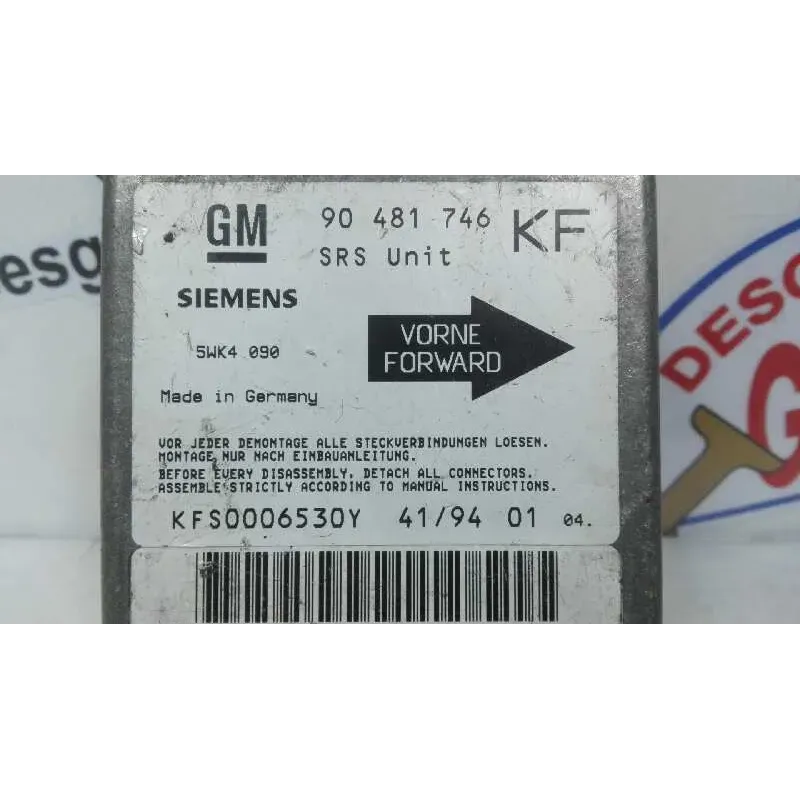 GM 90 481 746 KF
SRS Unit
SIEMENS
5WK4 090
VORNE
FORWARD
Made in Germany
VOR JEDER DEMONTAGE ALLE STECKVERBINDUNGEN LOESEN.
MONTAGE NUR NACH EINBAUANLEITUNG.
BEFORE EVERY DISASSEMBLY, DETACH ALL CONNECTORS.
ASSEMBLE STRICTLY ACCORDING TO MANUAL INSTRUCTIONS.
KFS0006530Y 41/94 01 04.
esg
DESG
G